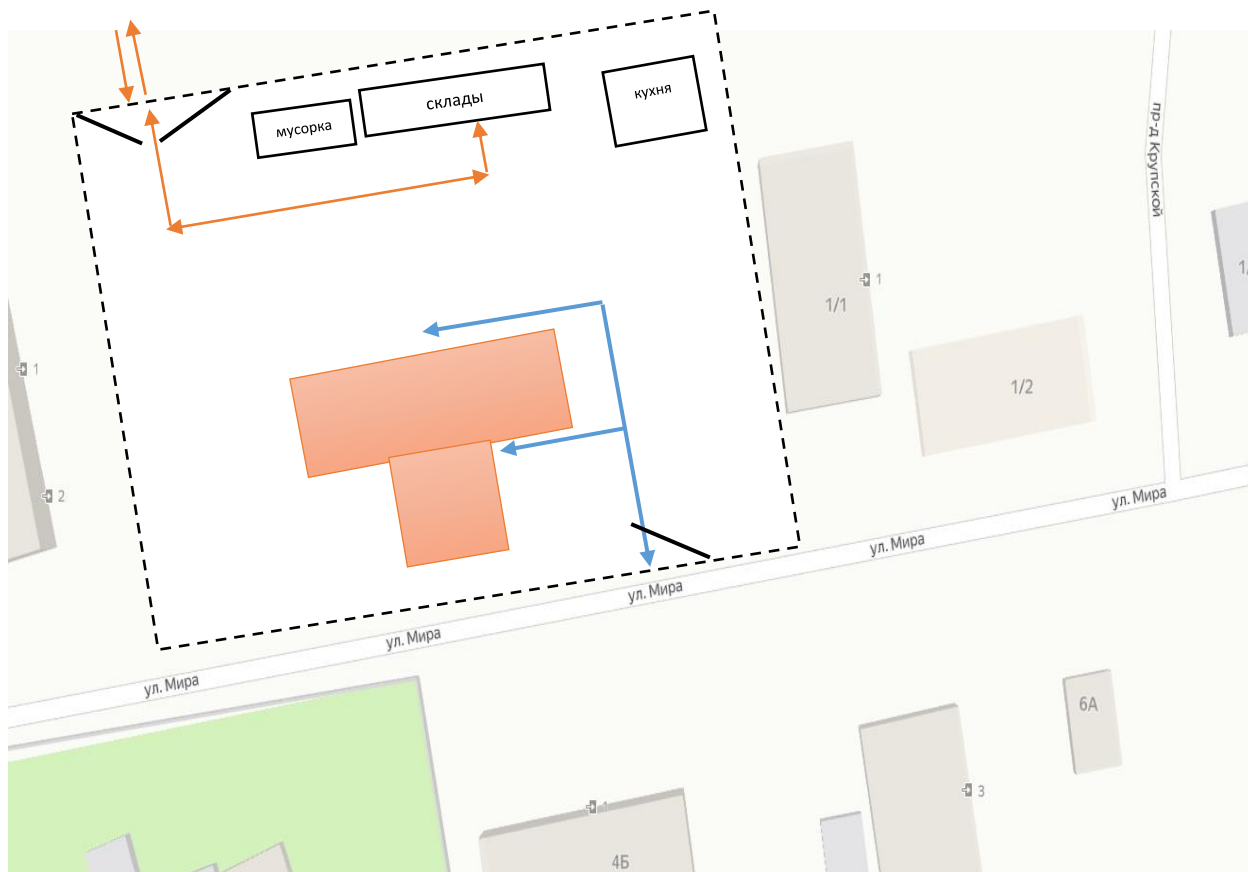 склады
кухня
мусорка
пр-д Крупской
1
1/1
1
1/2
2
ул. Мира
ул. Мира
ул. Мира
ул. Мира
ул. Мира
6А
3
1
4Б